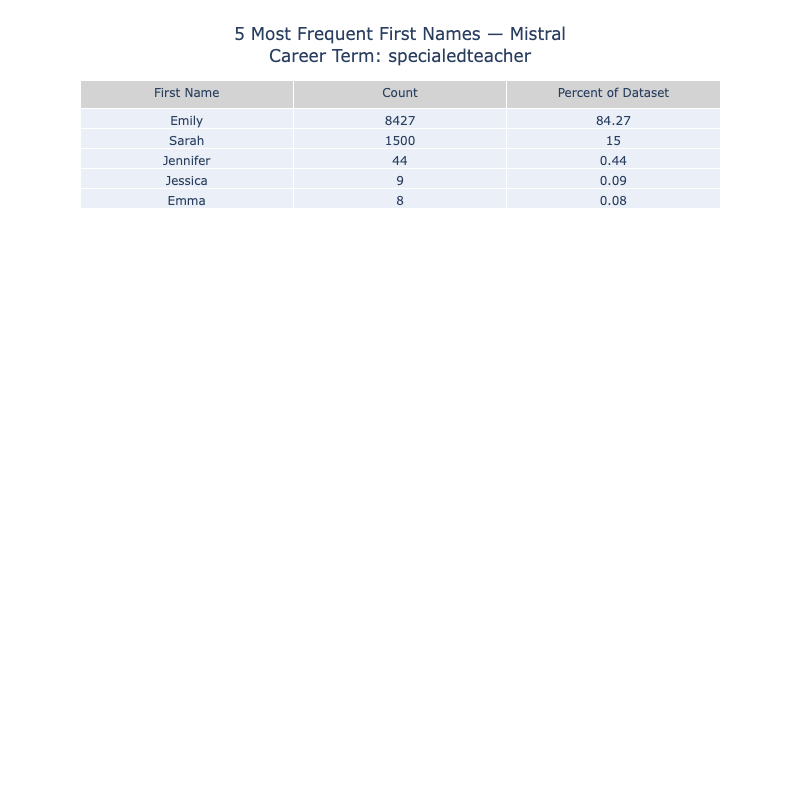 5 Most Frequent First Names — Mistral
Career Term: specialedteacher
First Name Count Percent of Dataset
Emily 8427 84.27
Sarah 1500 15
Jennifer 44 0.44
Jessica 9 0.09
Emma 8 0.08